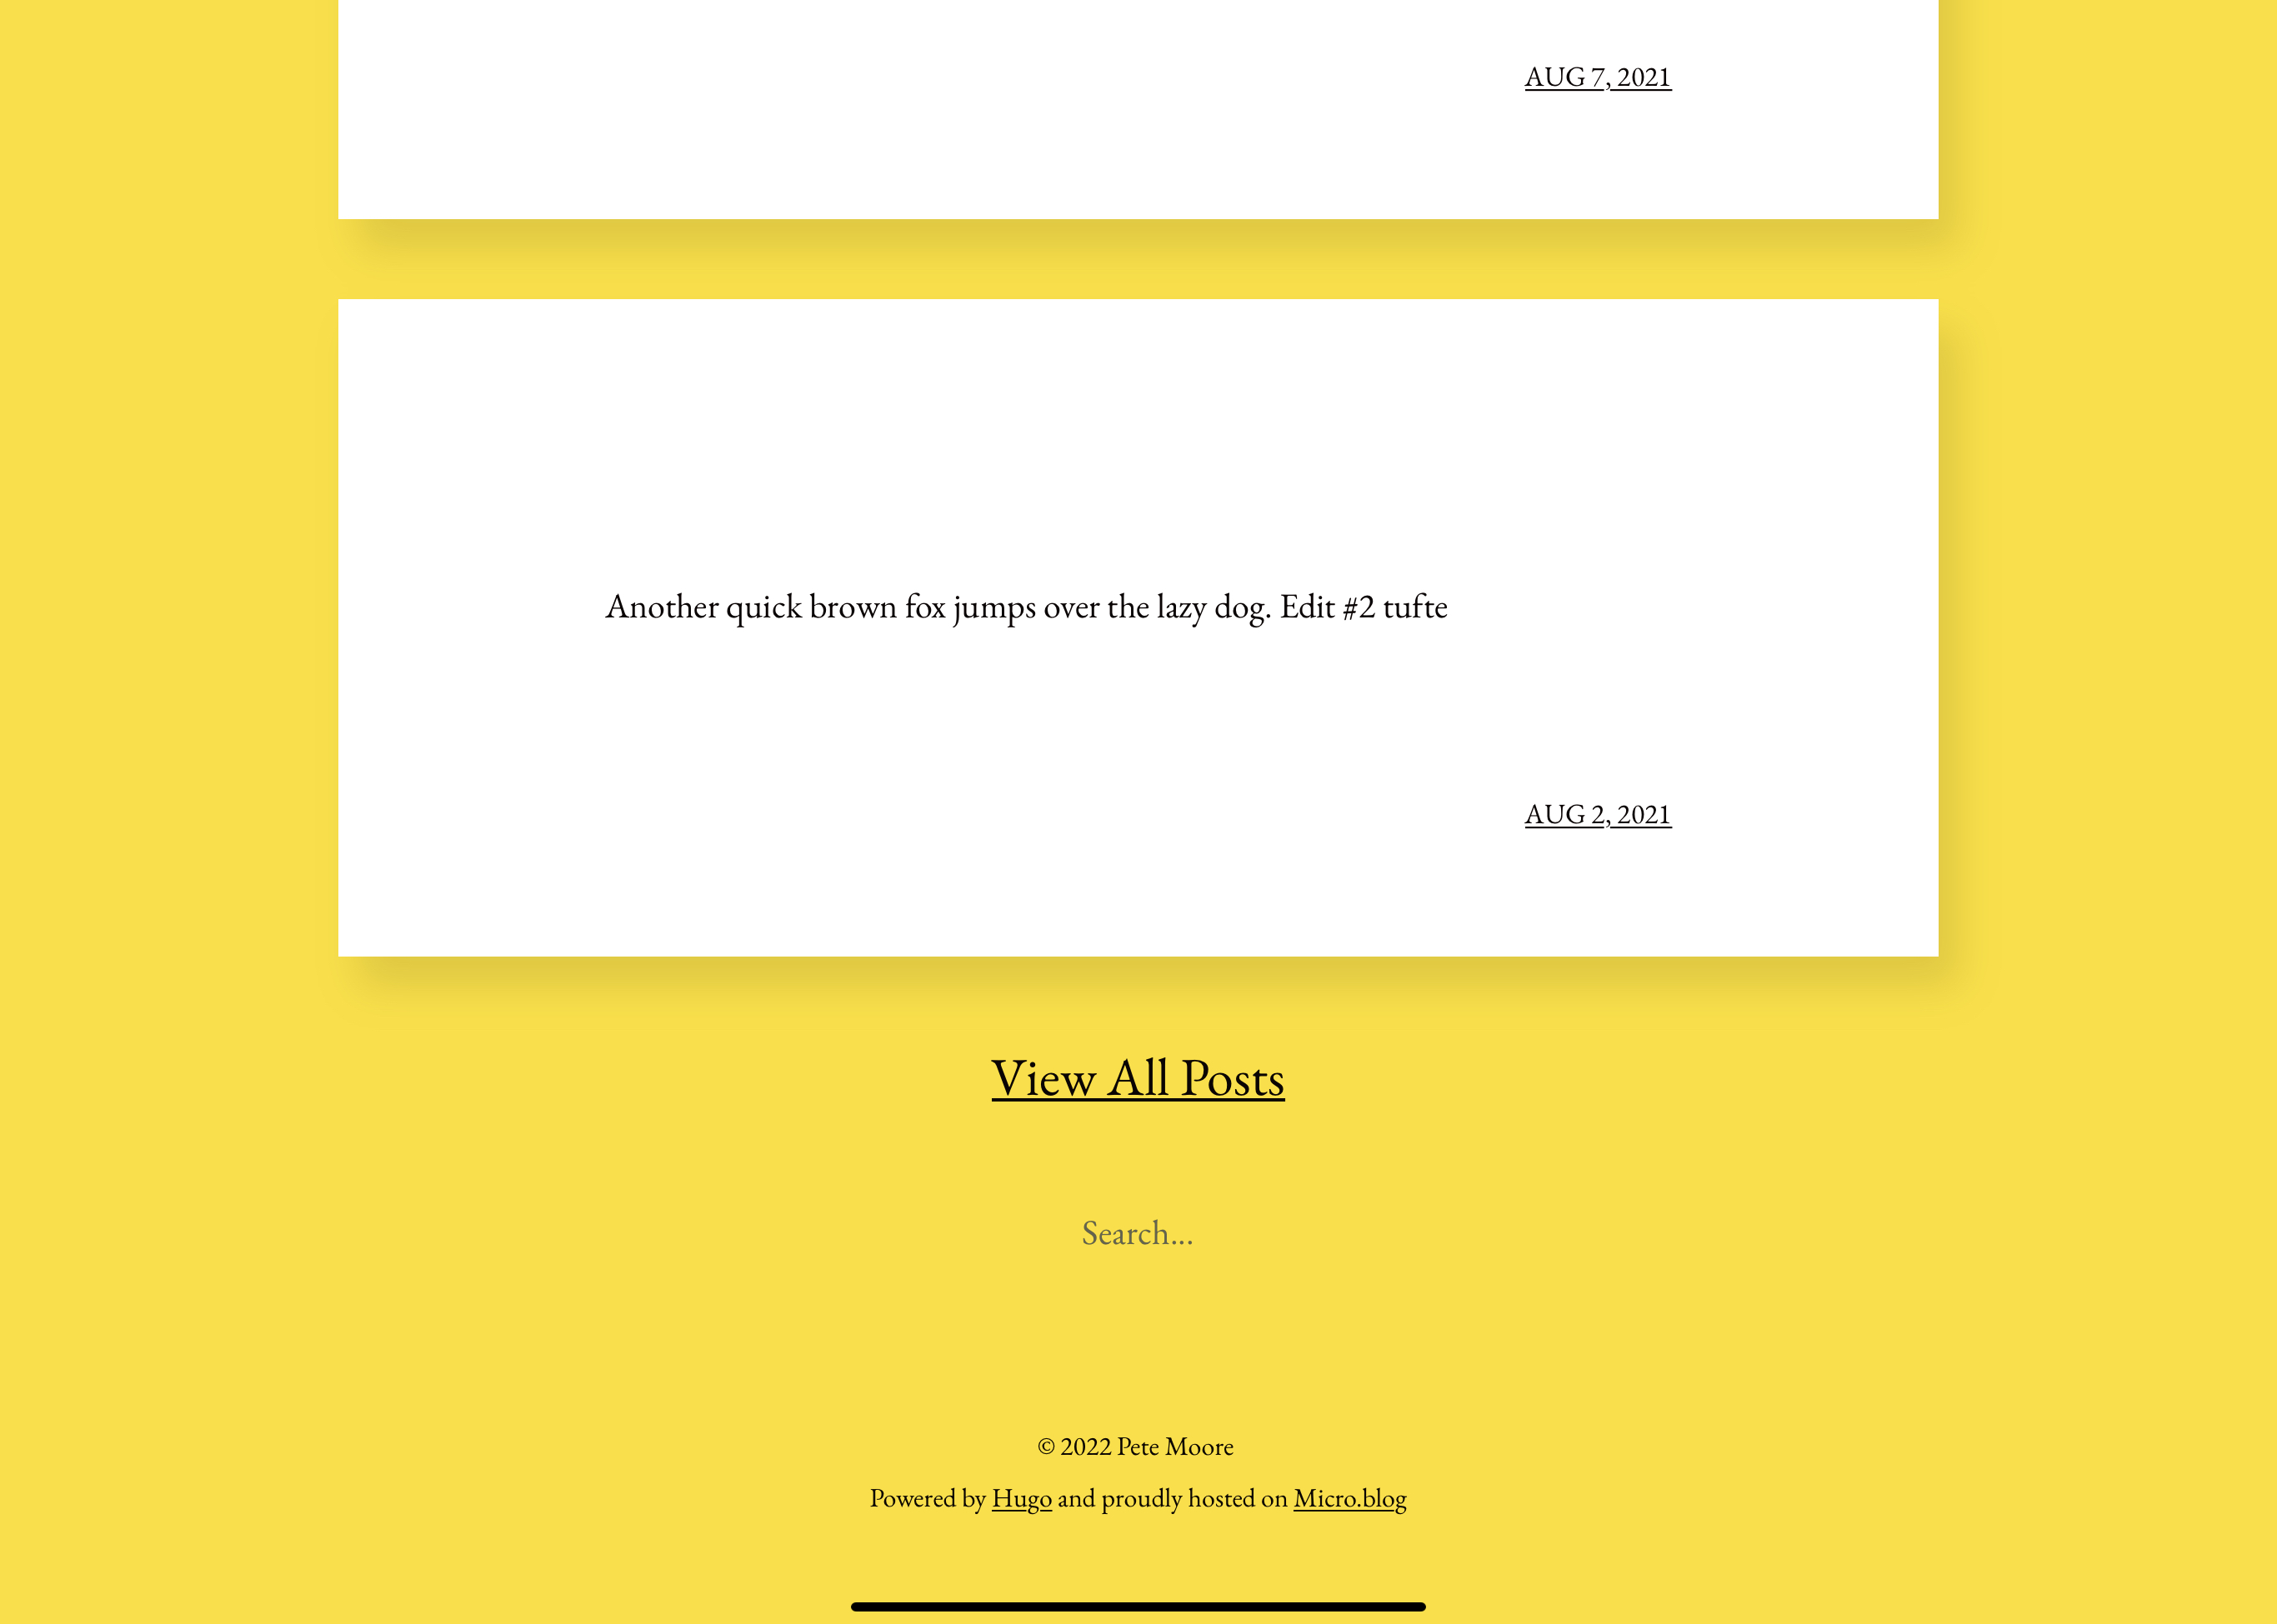 AUG 7, 2021
Another quick brown fox jumps over the lazy dog. Edit #2 tufte
AUG 2, 2021
View All Posts
Search...
© 2022 Pete Moore
Powered by Hugo and proudly hosted on Micro.blog